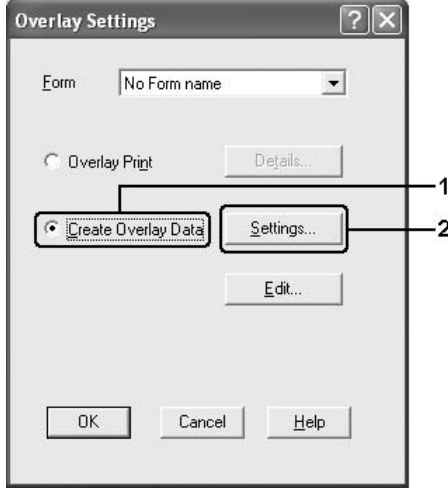 Overlay Settings
Form No Form name
Overlay Print Details...
1
Create Overlay Data Settings...
2
Edit...
OK Cancel Help